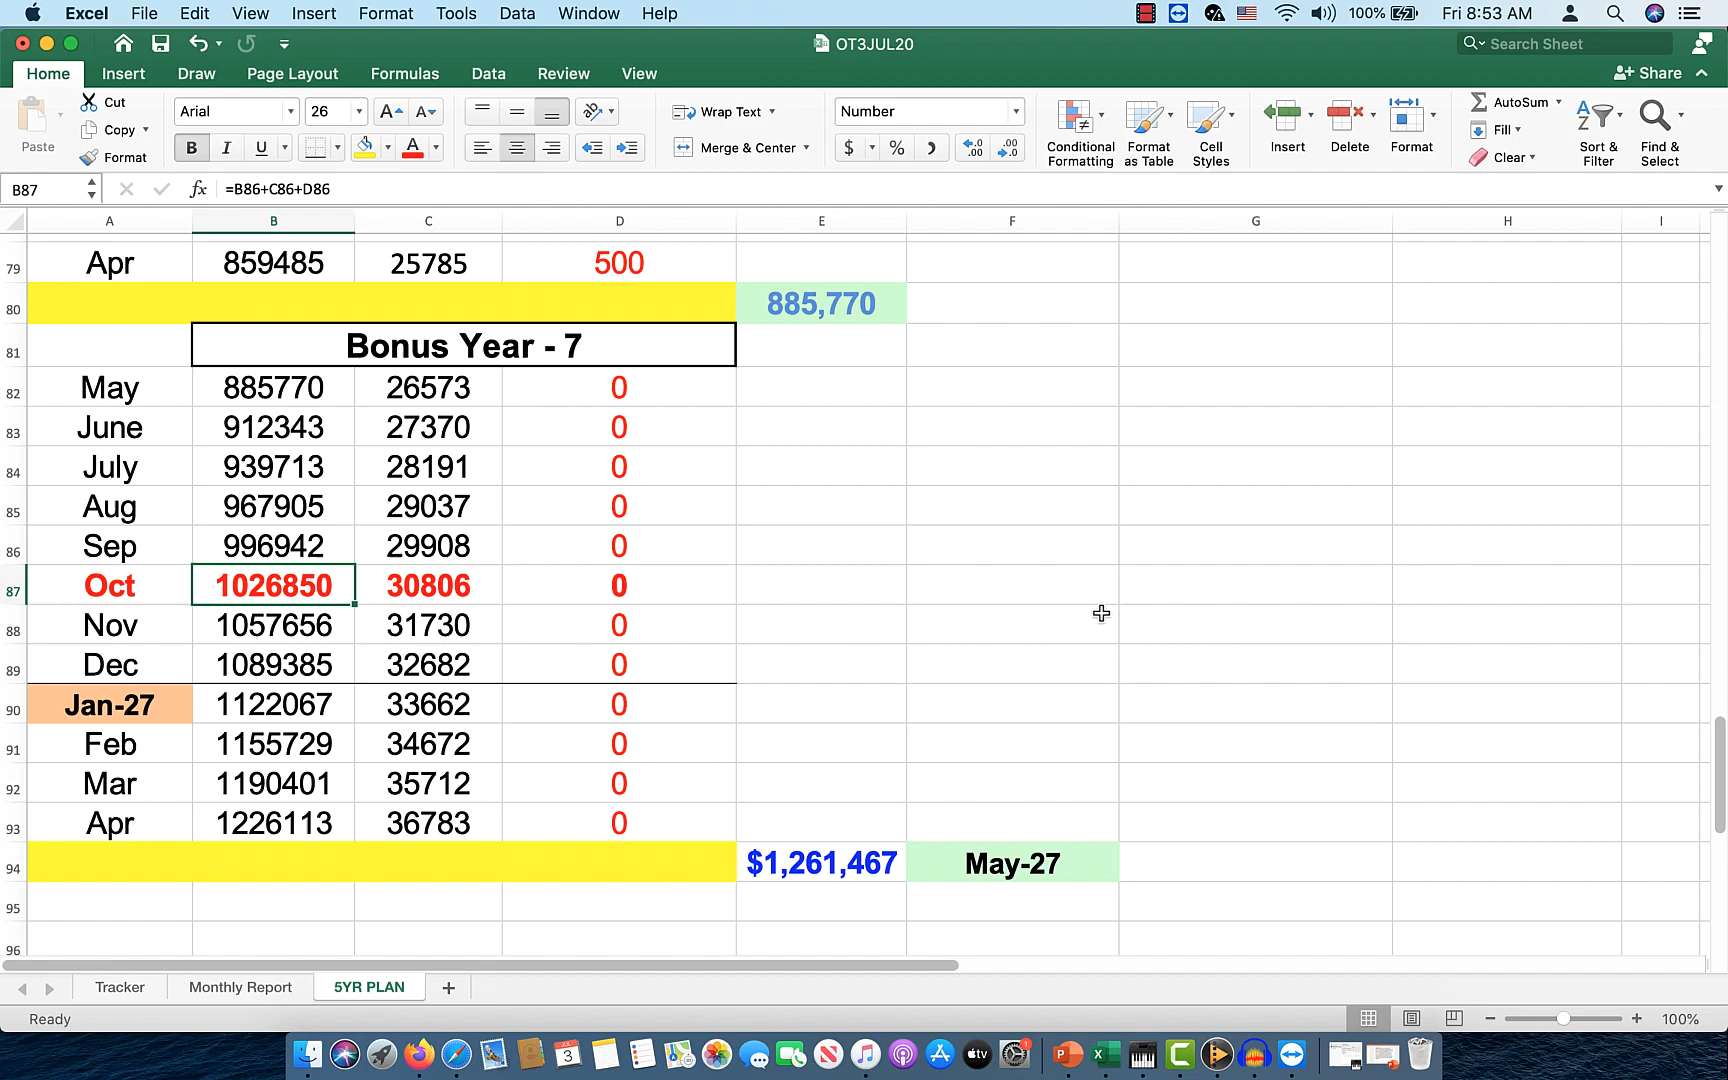 Excel File Edit View Insert Format Tools Data Window Help 100% Fri 8:53 AM
OT3JUL20 Search Sheet
Home Insert Draw Page Layout Formulas Data Review View Share
Paste Cut Copy Format
Arial 26 Wrap Text Merge & Center
Number
Conditional Formatting Format as Table Cell Styles Insert Delete Format
AutoSum Fill Clear Sort & Filter Find & Select
B87 fx =B86+C86+D86
A B C D E F G H I
79 Apr 859485 25785 500
80 885,770
81 Bonus Year - 7
82 May 885770 26573 0
83 June 912343 27370 0
84 July 939713 28191 0
85 Aug 967905 29037 0
86 Sep 996942 29908 0
87 Oct 1026850 30806 0
88 Nov 1057656 31730 0
89 Dec 1089385 32682 0
90 Jan-27 1122067 33662 0
91 Feb 1155729 34672 0
92 Mar 1190401 35712 0
93 Apr 1226113 36783 0
94 $1,261,467 May-27
95
96
Tracker Monthly Report 5YR PLAN
Ready 100%